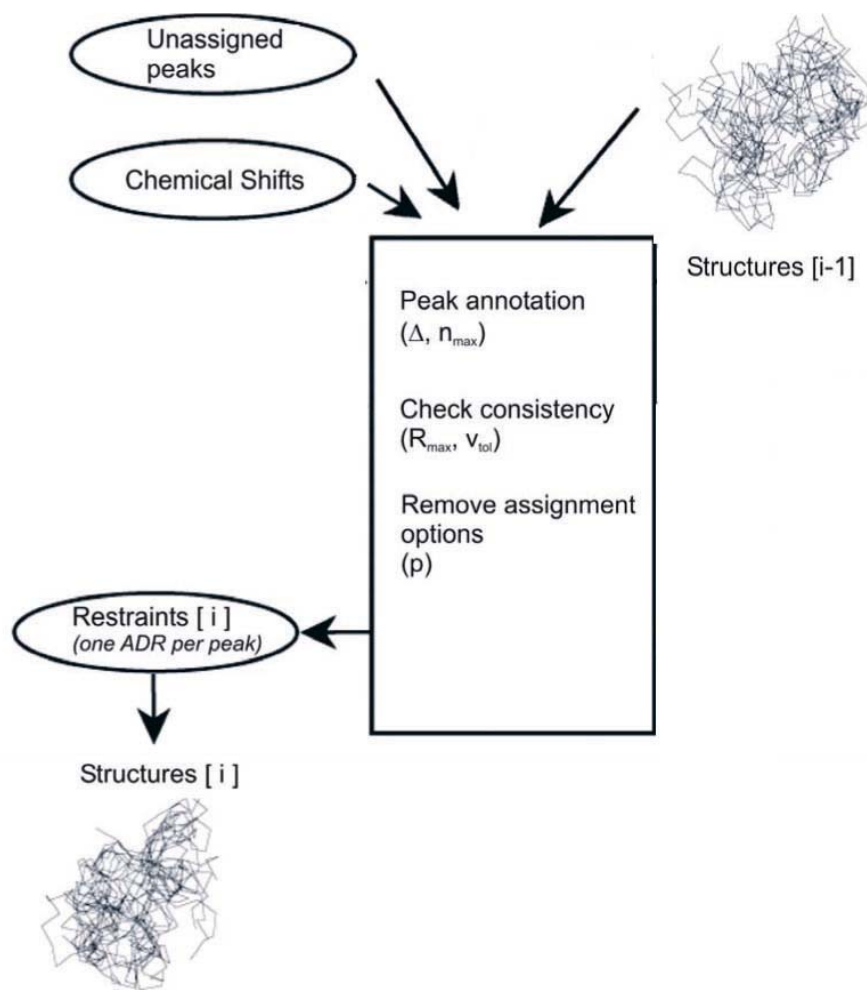 Unassigned
peaks
Chemical Shifts
Structures [i-1]
Peak annotation
(Δ, nmax)
Check consistency
(Rmax, vtol)
Remove assignment
options
(p)
Restraints [ i ]
(one ADR per peak)
Structures [ i ]